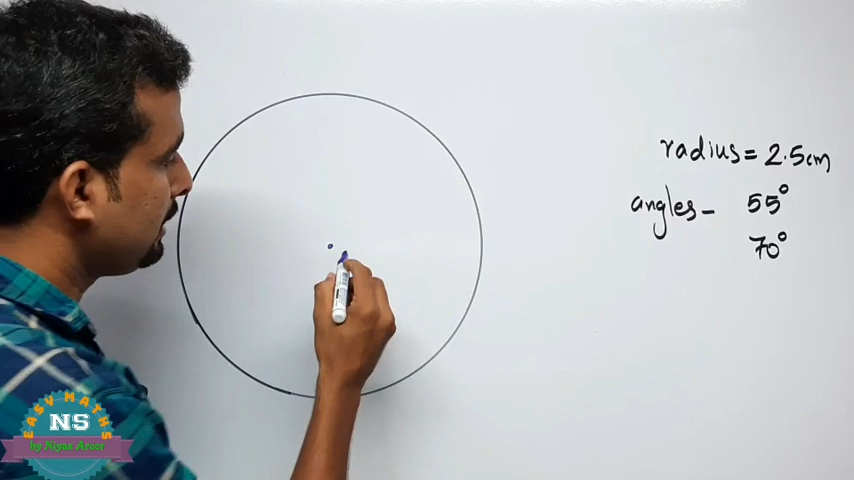 radius = 2.5cm
angles - 55°
70°
EASY MATHS
NS
by Niyas Aroor